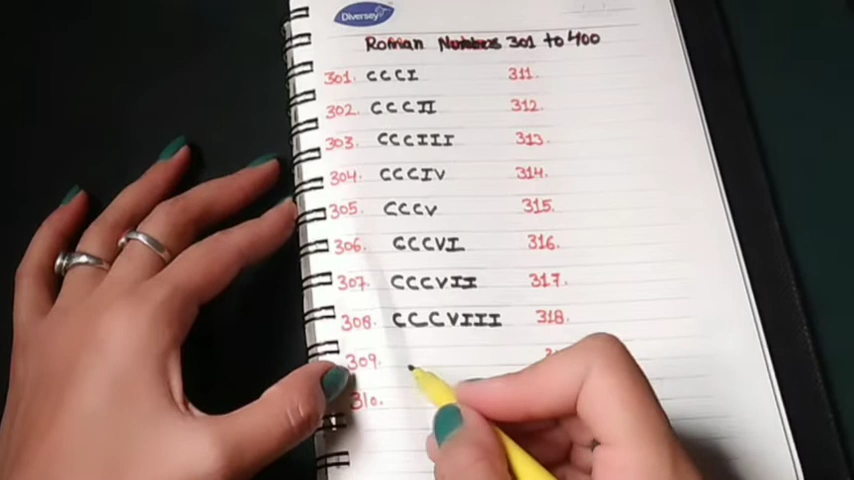 Diversey
Roman Numbers 301 to 400
301. CCCI 311.
302. CCCII 312.
303. CCCIII 313.
304. CCCIV 314.
305. CCCV 315.
306. CCCVI 316.
307. CCCVII 317.
308. CCCVIII 318.
309.
310.